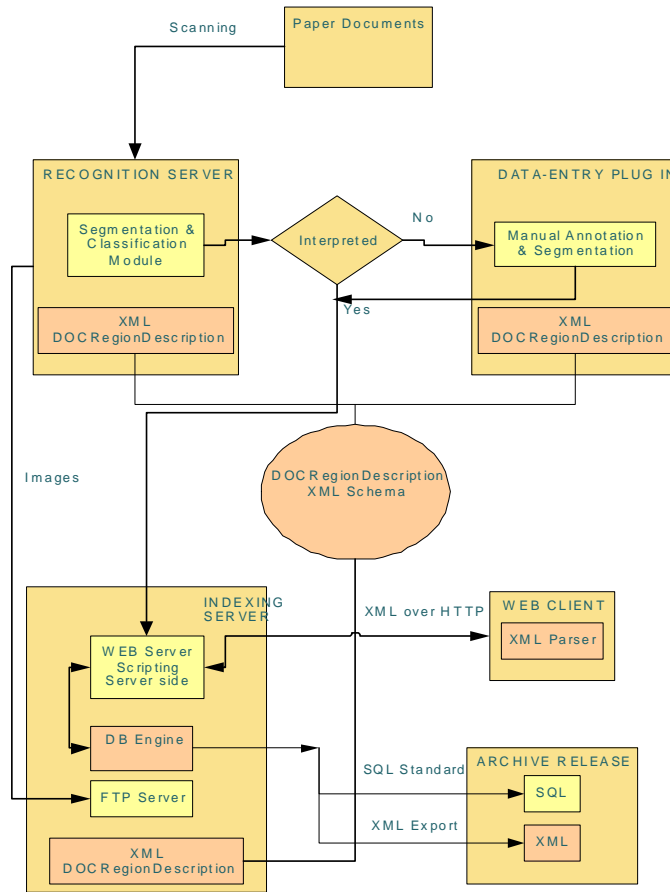 Scanning
Paper Documents
RECOGNITION SERVER
DATA-ENTRY PLUG IN
Segmentation &
Classification
Module
Interpreted
No
Manual Annotation
& Segmentation
Yes
XML
DOCRegionDescription
XML
DOCRegionDescription
Images
DOCRegionDescription
XML Schema
INDEXING
SERVER
XML over HTTP
WEB CLIENT
XML Parser
WEB Server
Scripting
Server side
DB Engine
FTP Server
SQL Standard
ARCHIVE RELEASE
SQL
XML Export
XML
XML
DOCRegionDescription